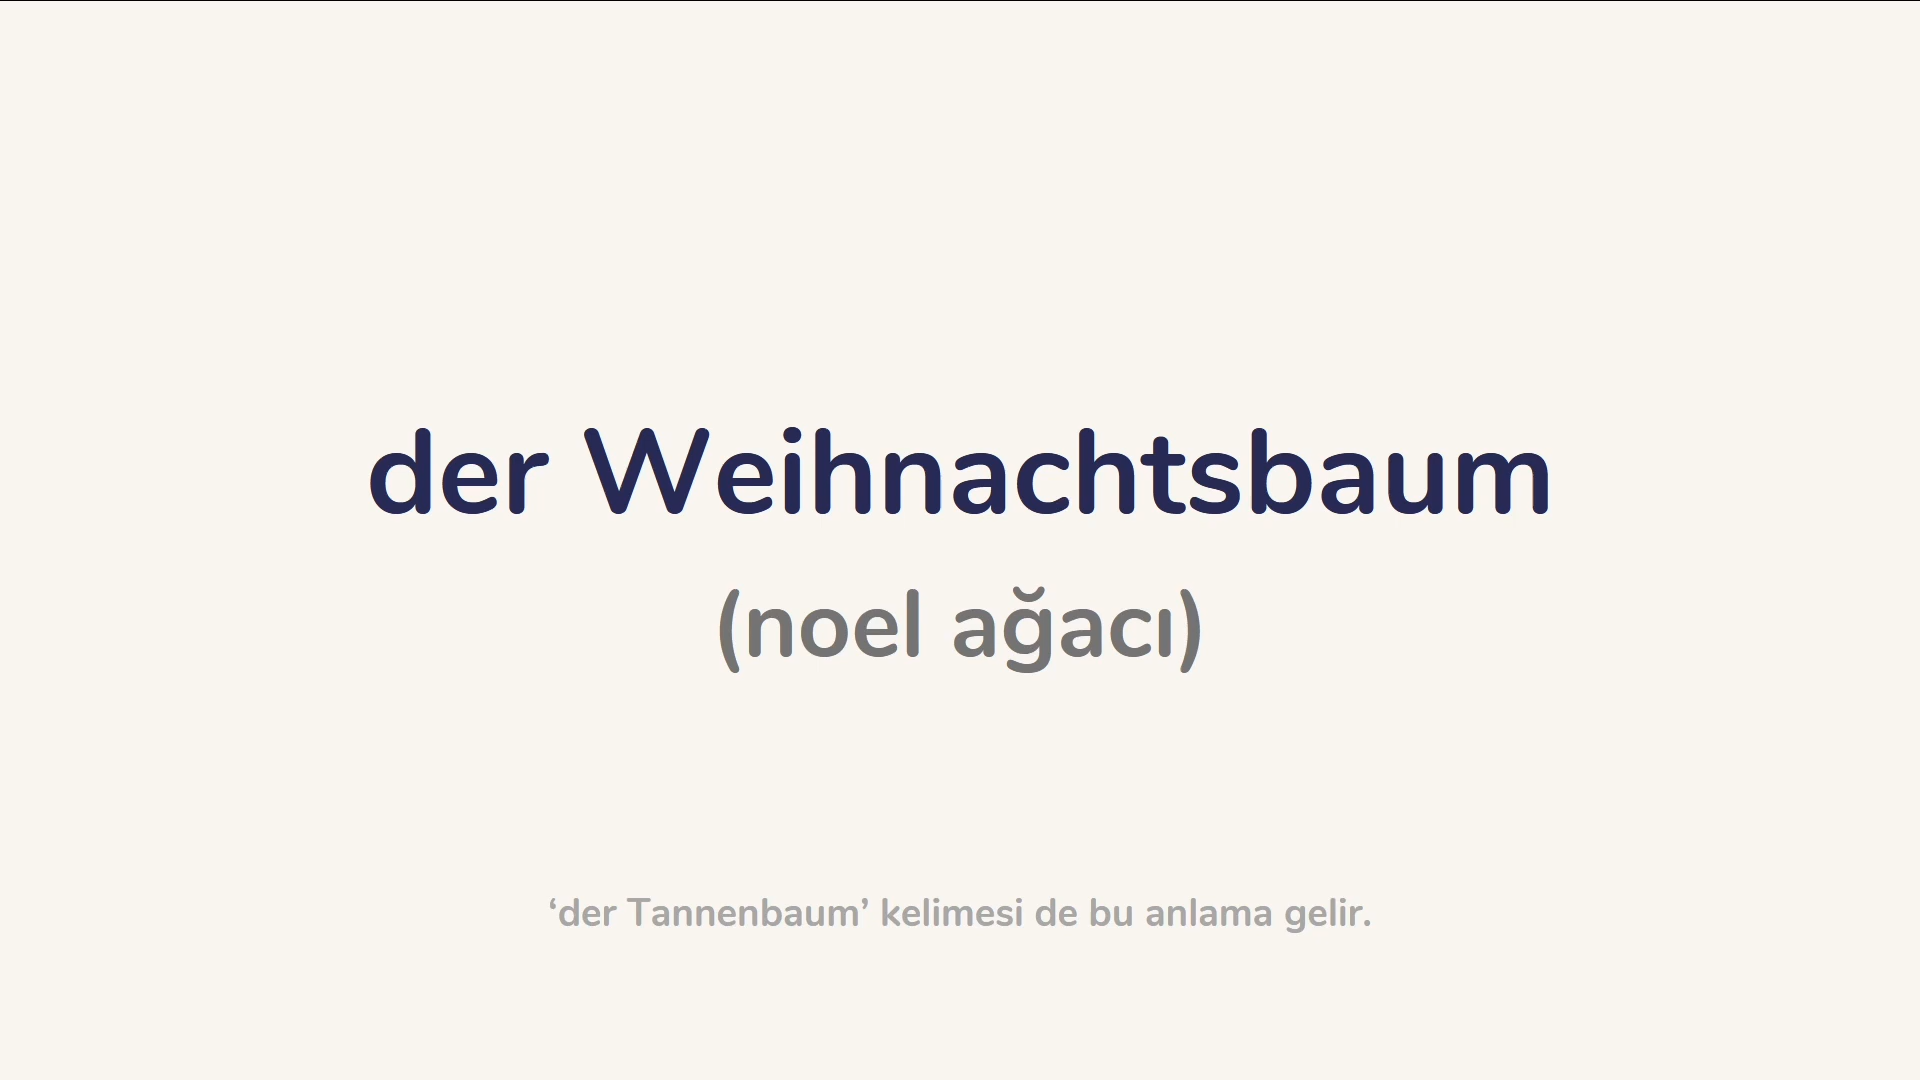 der Weihnachtsbaum
(noel ağacı)
‘der Tannenbaum’ kelimesi de bu anlama gelir.